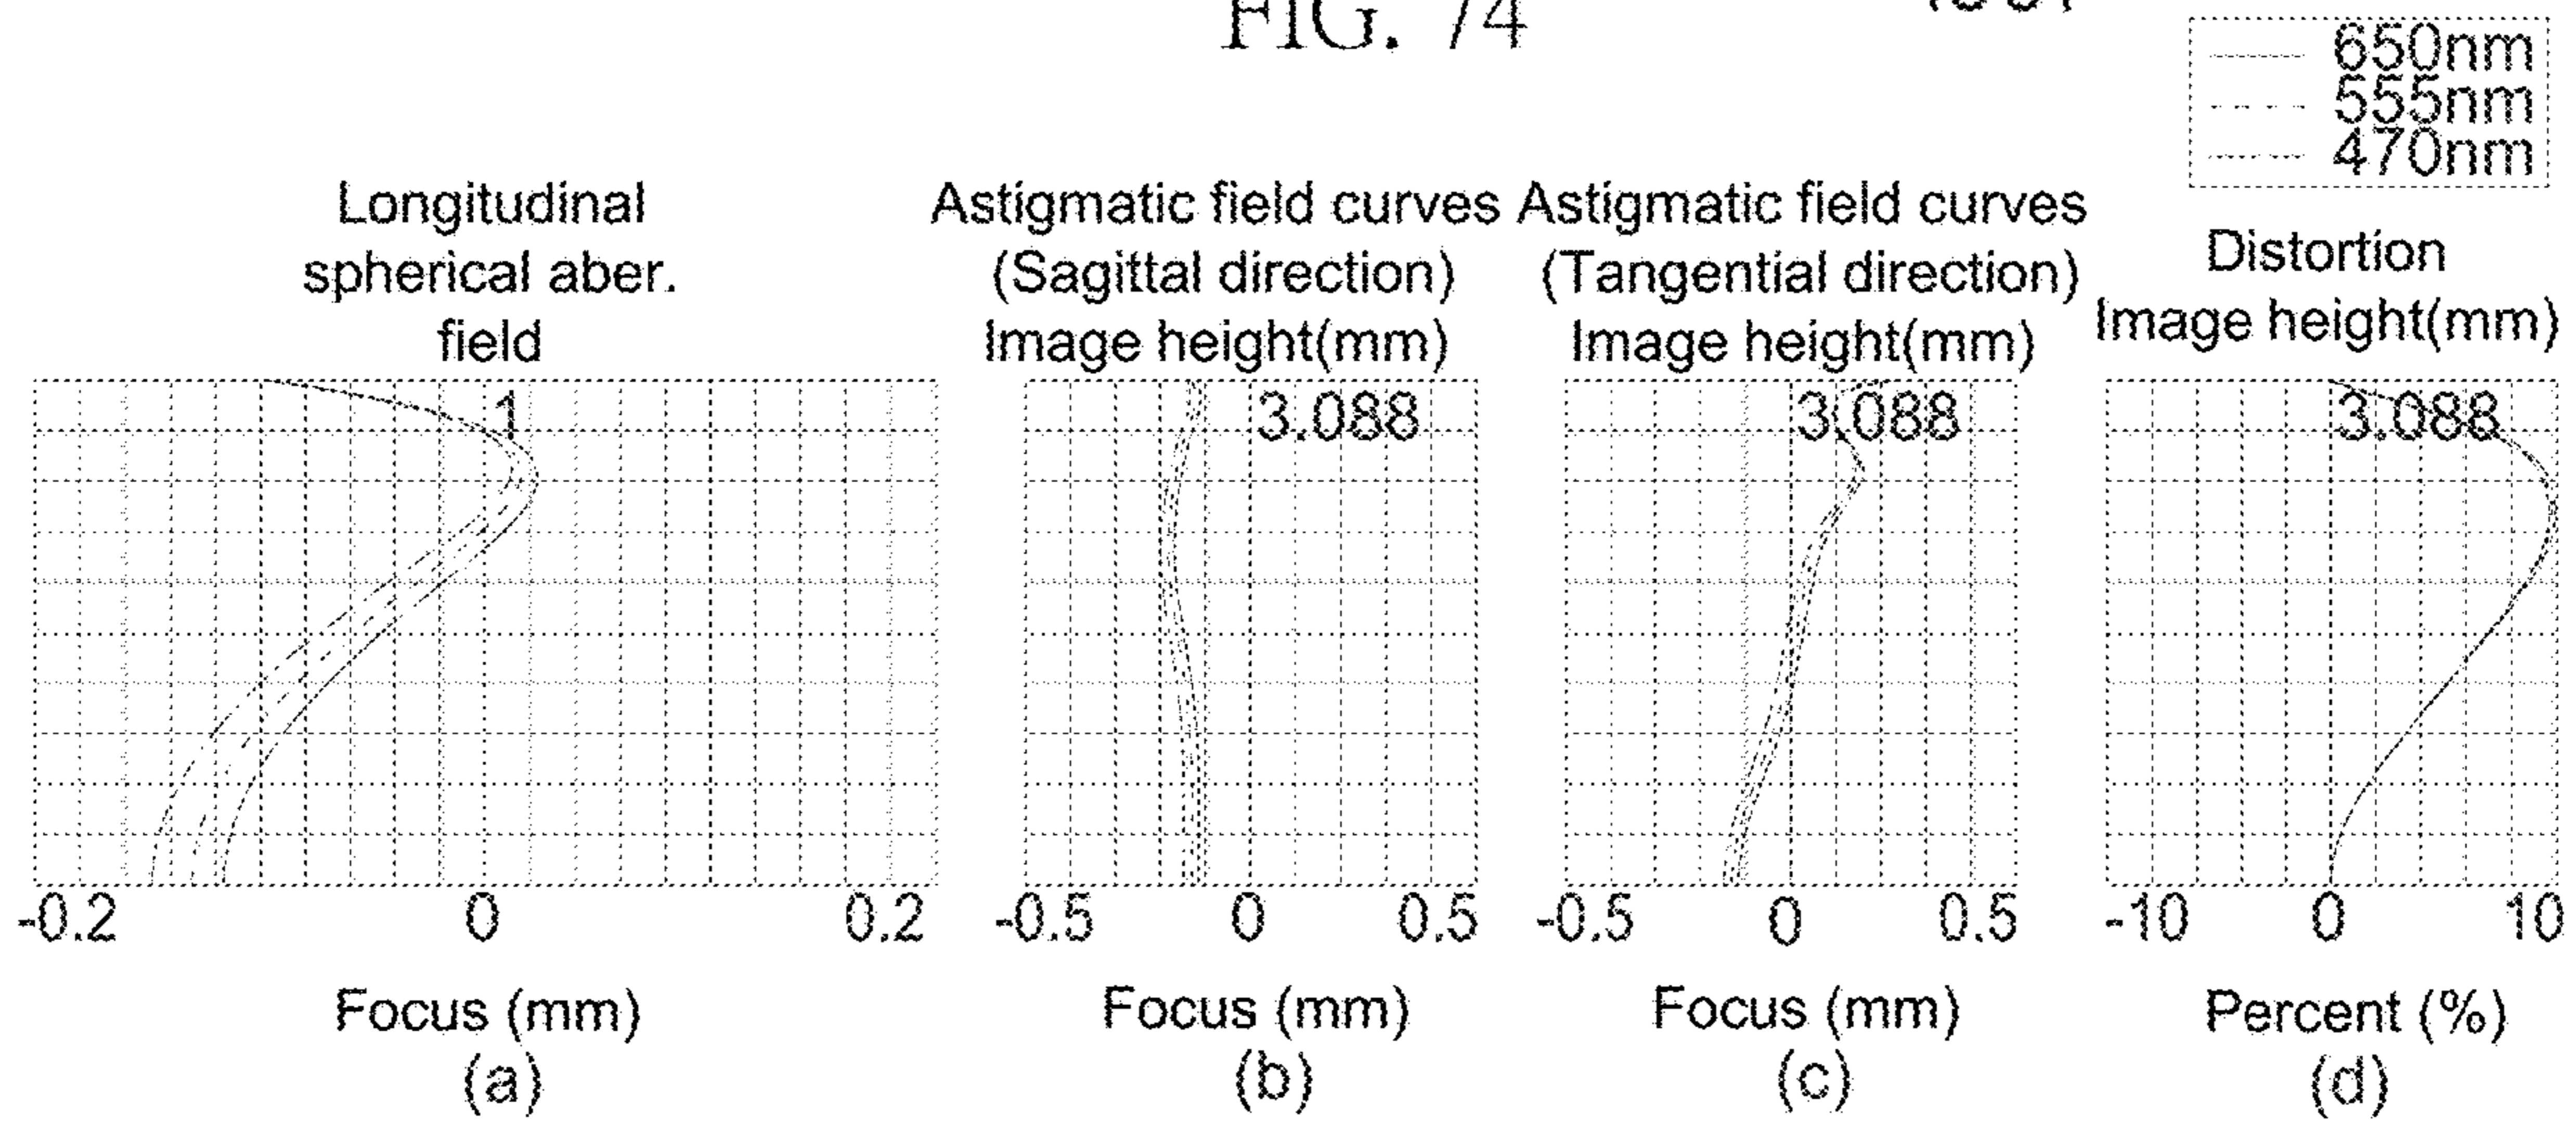 FIG. 74
650nm
555nm
470nm
Longitudinal
spherical aber.
field
Astigmatic field curves
(Sagittal direction)
Image height(mm)
Astigmatic field curves
(Tangential direction)
Image height(mm)
Distortion
Image height(mm)
1
3.088
3.088
3.088
-0.2 0 0.2
-0.5 0 0.5
-0.5 0 0.5
-10 0 10
Focus (mm)
Focus (mm)
Focus (mm)
Percent (%)
(a)
(b)
(c)
(d)